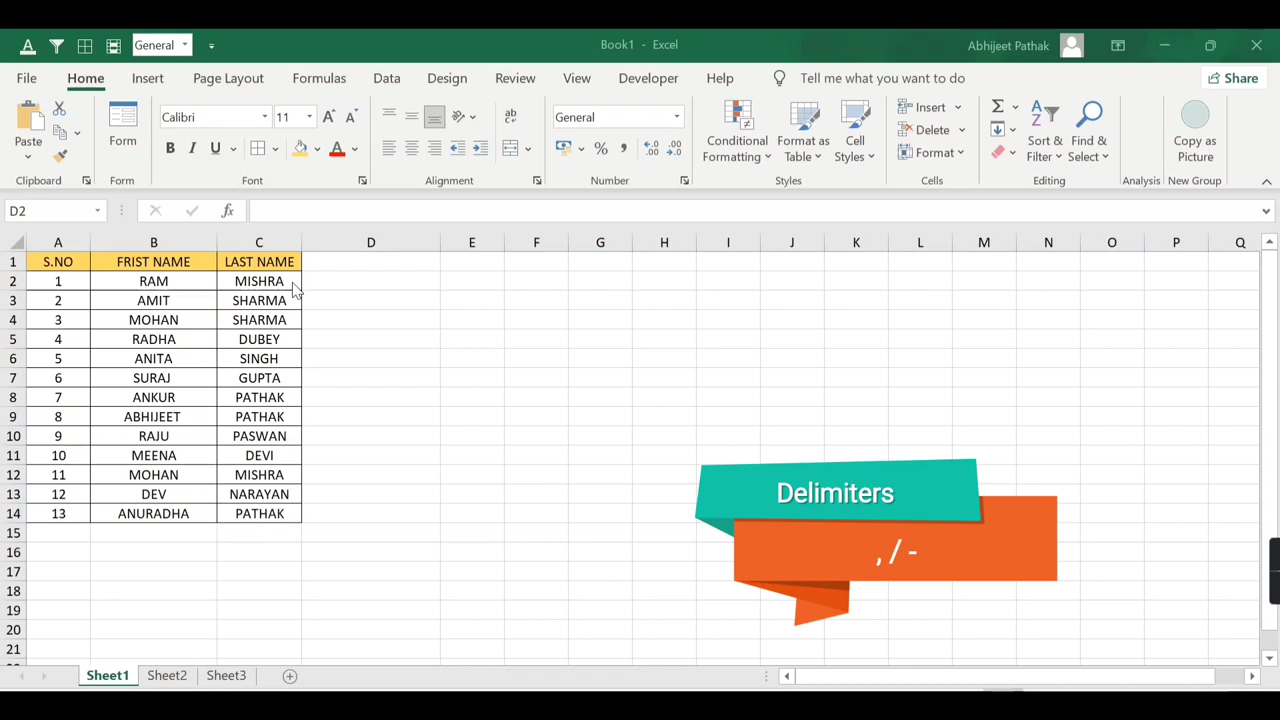 General
Book1 - Excel
Abhijeet Pathak
File Home Insert Page Layout Formulas Data Design Review View Developer Help Tell me what you want to do Share
Paste
Clipboard
Form
Form
Calibri 11
B I U
Font
ab
Alignment
General
% ,
Number
Conditional Formatting
Format as Table
Cell Styles
Styles
Insert
Delete
Format
Cells
Sort & Filter
Find & Select
Editing
Analysis
Copy as Picture
New Group
D2 fx
A B C D E F G H I J K L M N O P Q
1 S.NO FRIST NAME LAST NAME
2 1 RAM MISHRA
3 2 AMIT SHARMA
4 3 MOHAN SHARMA
5 4 RADHA DUBEY
6 5 ANITA SINGH
7 6 SURAJ GUPTA
8 7 ANKUR PATHAK
9 8 ABHIJEET PATHAK
10 9 RAJU PASWAN
11 10 MEENA DEVI
12 11 MOHAN MISHRA
13 12 DEV NARAYAN
14 13 ANURADHA PATHAK
15
16
17
18
19
20
21
Delimiters
, / -
Sheet1 Sheet2 Sheet3